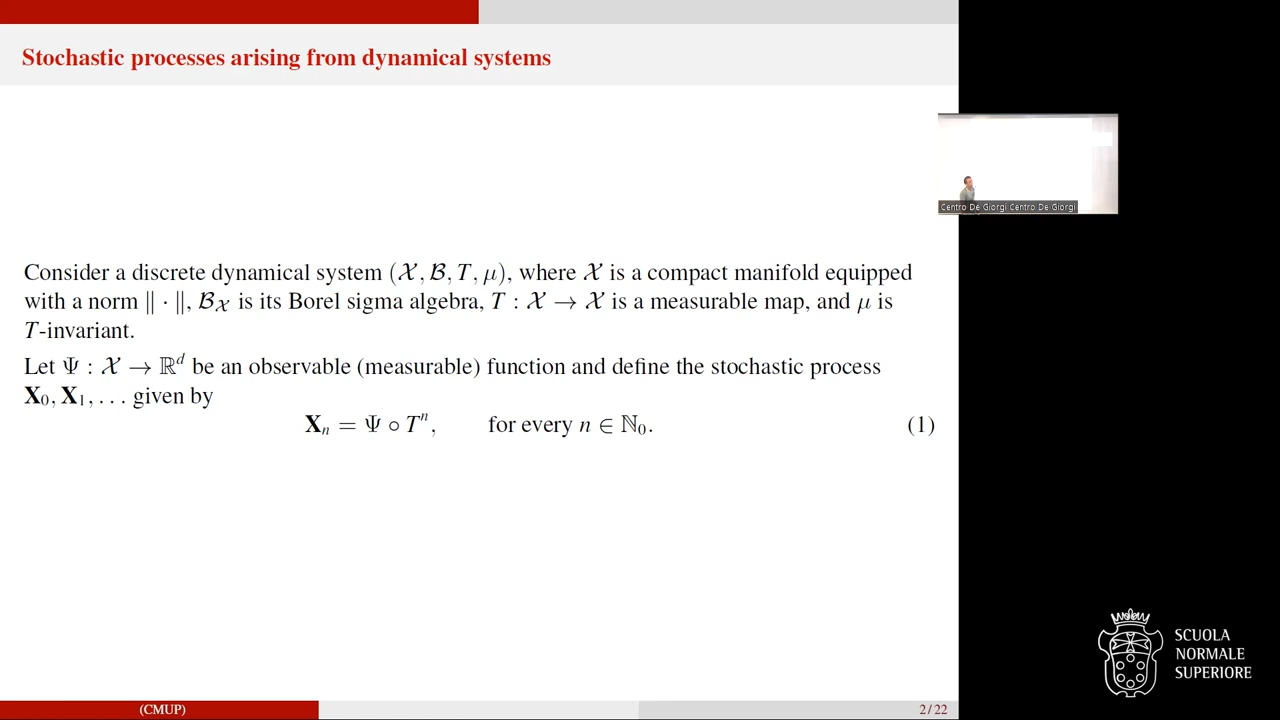 Stochastic processes arising from dynamical systems
Consider a discrete dynamical system (𝒳, ℬ, T, μ), where 𝒳 is a compact manifold equipped
with a norm ‖ · ‖, ℬ_𝒳 is its Borel sigma algebra, T : 𝒳 → 𝒳 is a measurable map, and μ is
T-invariant.
Let Ψ : 𝒳 → ℝ^d be an observable (measurable) function and define the stochastic process
X₀, X₁, . . . given by
X_n = Ψ ∘ T^n, for every n ∈ ℕ₀. (1)
Centro De Giorgi Centro De Giorgi
SCUOLA
NORMALE
SUPERIORE
(CMUP)
2 / 22